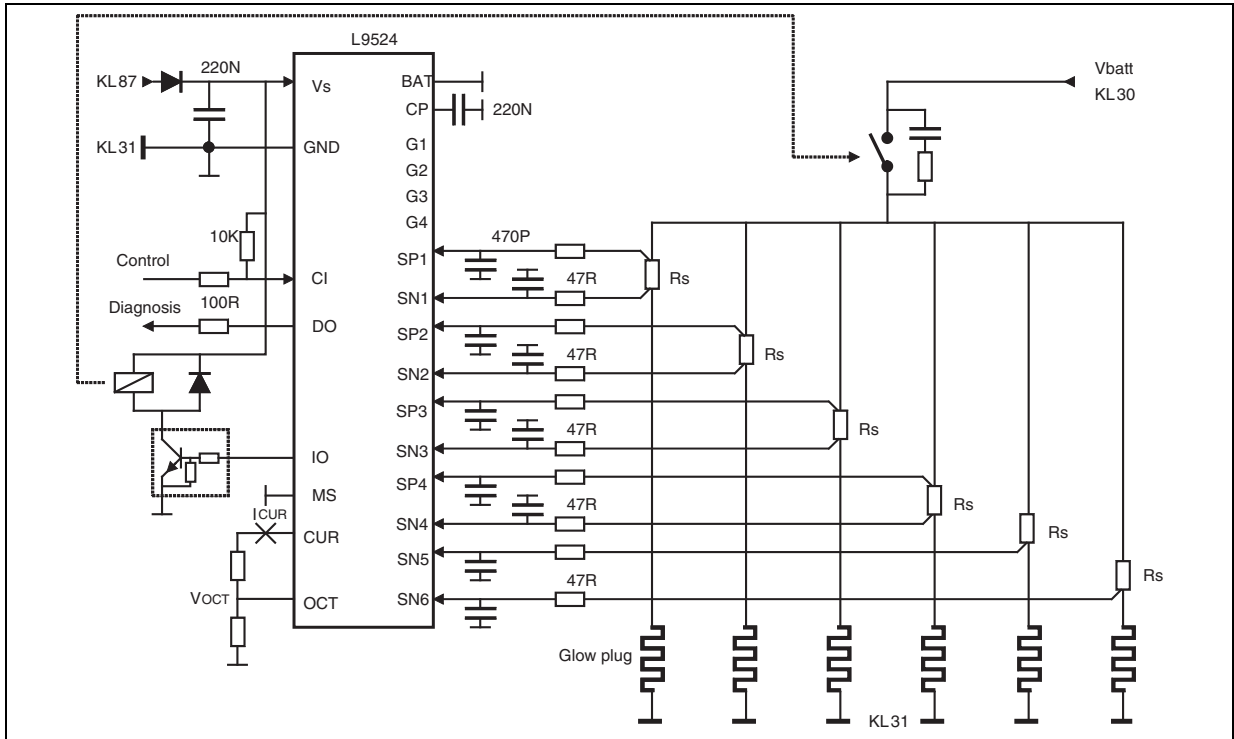 L9524
KL87
220N
Vs
BAT
Vbatt
KL30
CP
220N
KL31
GND
G1
G2
G3
G4
10K
470P
SP1
Control
CI
47R
Rs
SN1
Diagnosis
100R
DO
SP2
47R
Rs
SN2
SP3
47R
Rs
SN3
IO
SP4
MS
47R
Rs
ICUR
SN4
CUR
Rs
SN5
47R
Rs
VOCT
OCT
SN6
Glow plug
KL31